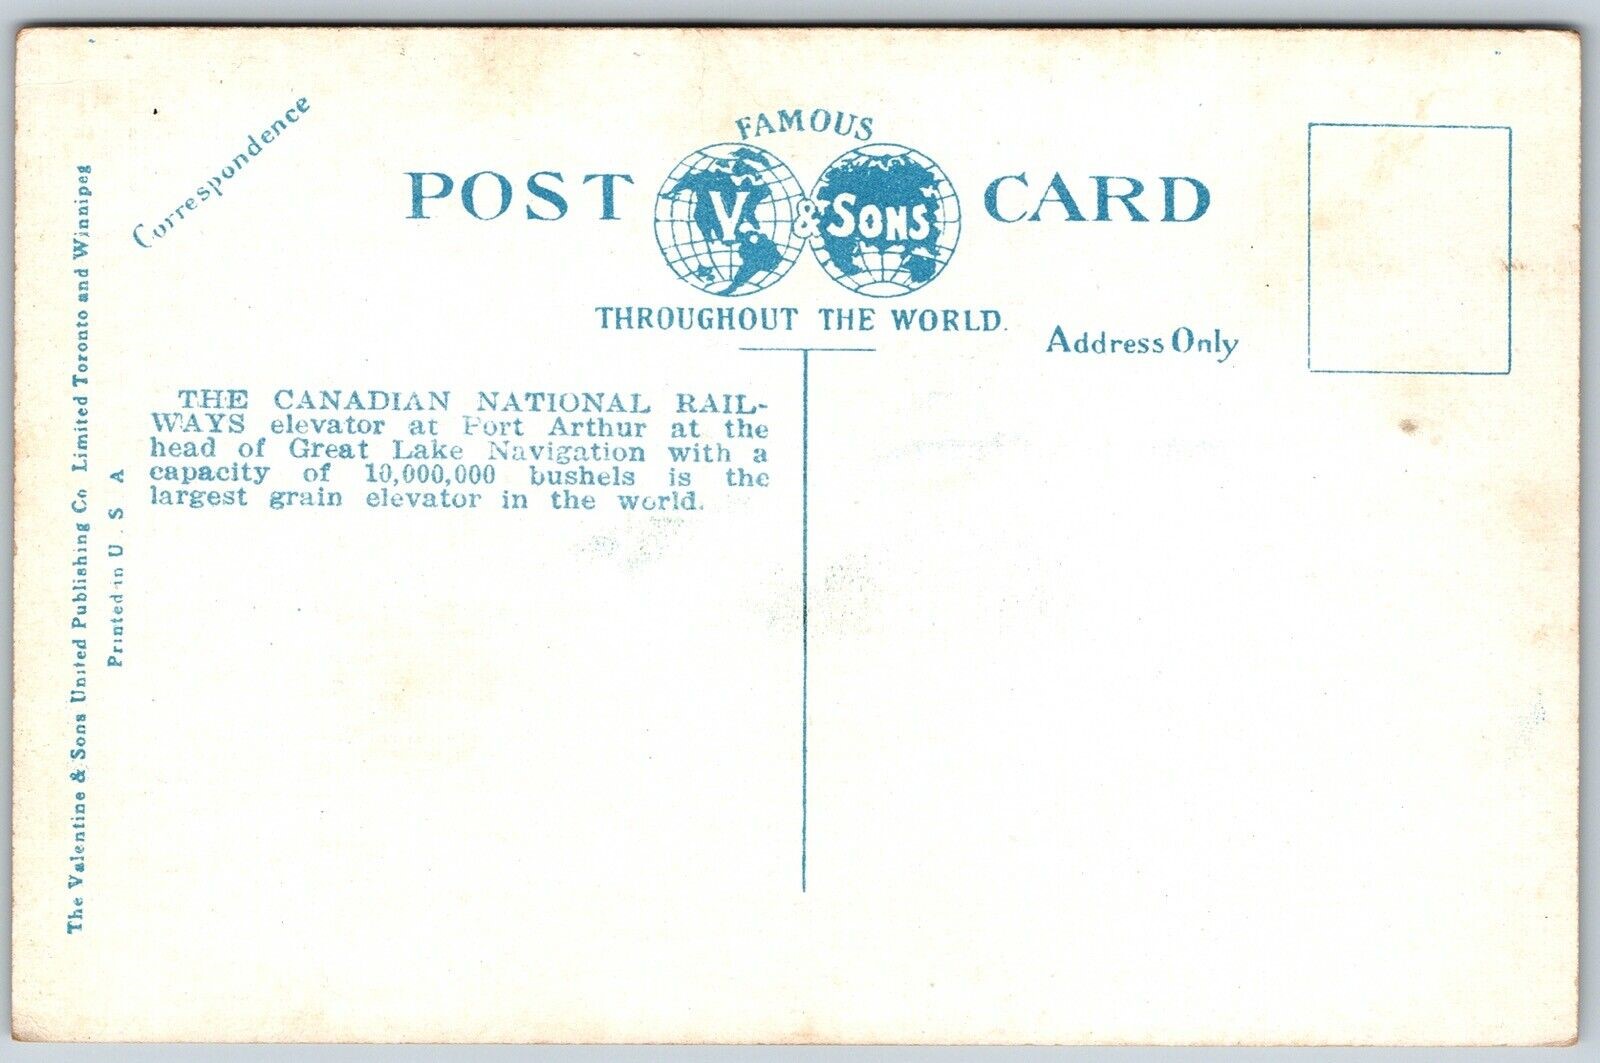 FAMOUS
POST V & SONS CARD
THROUGHOUT THE WORLD.
Correspondence
Address Only
THE CANADIAN NATIONAL RAIL-
WAYS elevator at Port Arthur at the
head of Great Lake Navigation with a
capacity of 10,000,000 bushels is the
largest grain elevator in the world.
The Valentine & Sons United Publishing Co Limited Toronto and Winnipeg
Printed in U. S A